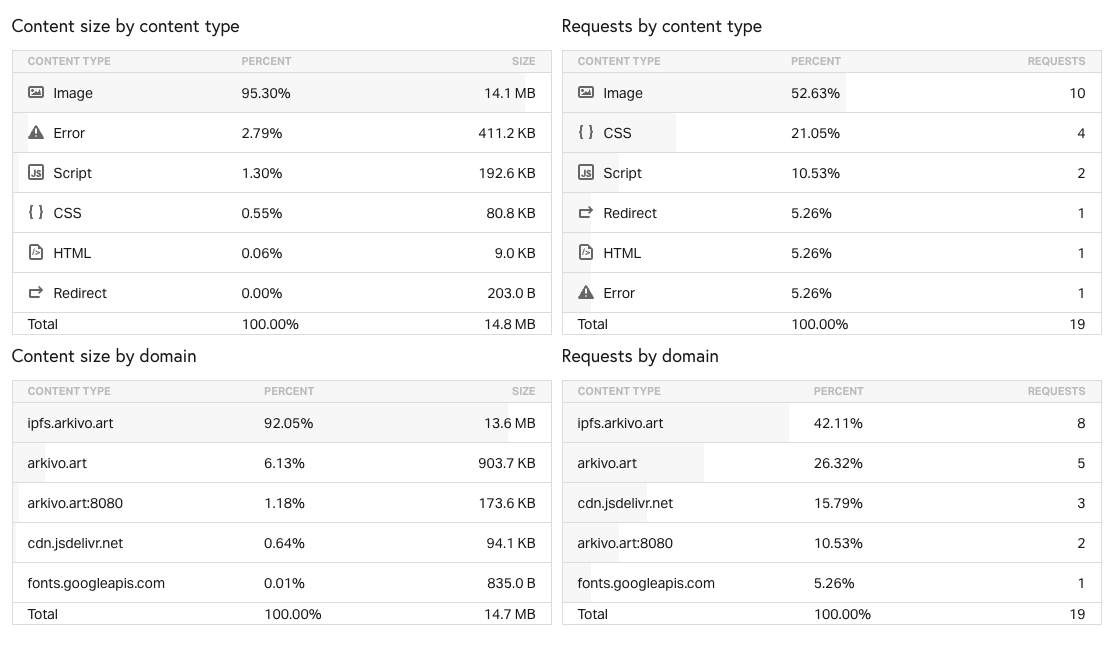 Content size by content type
CONTENT TYPE PERCENT SIZE
Image 95.30% 14.1 MB
Error 2.79% 411.2 KB
JS Script 1.30% 192.6 KB
{ } CSS 0.55% 80.8 KB
</> HTML 0.06% 9.0 KB
Redirect 0.00% 203.0 B
Total 100.00% 14.8 MB
Requests by content type
CONTENT TYPE PERCENT REQUESTS
Image 52.63% 10
{ } CSS 21.05% 4
JS Script 10.53% 2
Redirect 5.26% 1
</> HTML 5.26% 1
Error 5.26% 1
Total 100.00% 19
Content size by domain
CONTENT TYPE PERCENT SIZE
ipfs.arkivo.art 92.05% 13.6 MB
arkivo.art 6.13% 903.7 KB
arkivo.art:8080 1.18% 173.6 KB
cdn.jsdelivr.net 0.64% 94.1 KB
fonts.googleapis.com 0.01% 835.0 B
Total 100.00% 14.7 MB
Requests by domain
CONTENT TYPE PERCENT REQUESTS
ipfs.arkivo.art 42.11% 8
arkivo.art 26.32% 5
cdn.jsdelivr.net 15.79% 3
arkivo.art:8080 10.53% 2
fonts.googleapis.com 5.26% 1
Total 100.00% 19